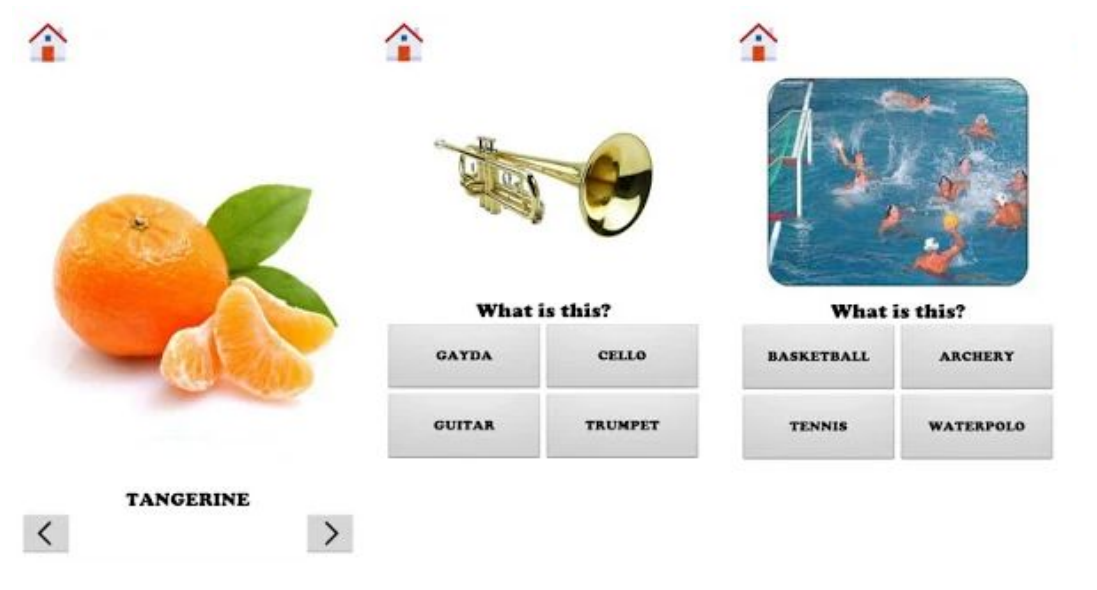 TANGERINE
What is this?
GAYDA
CELLO
GUITAR
TRUMPET
What is this?
BASKETBALL
ARCHERY
TENNIS
WATERPOLO